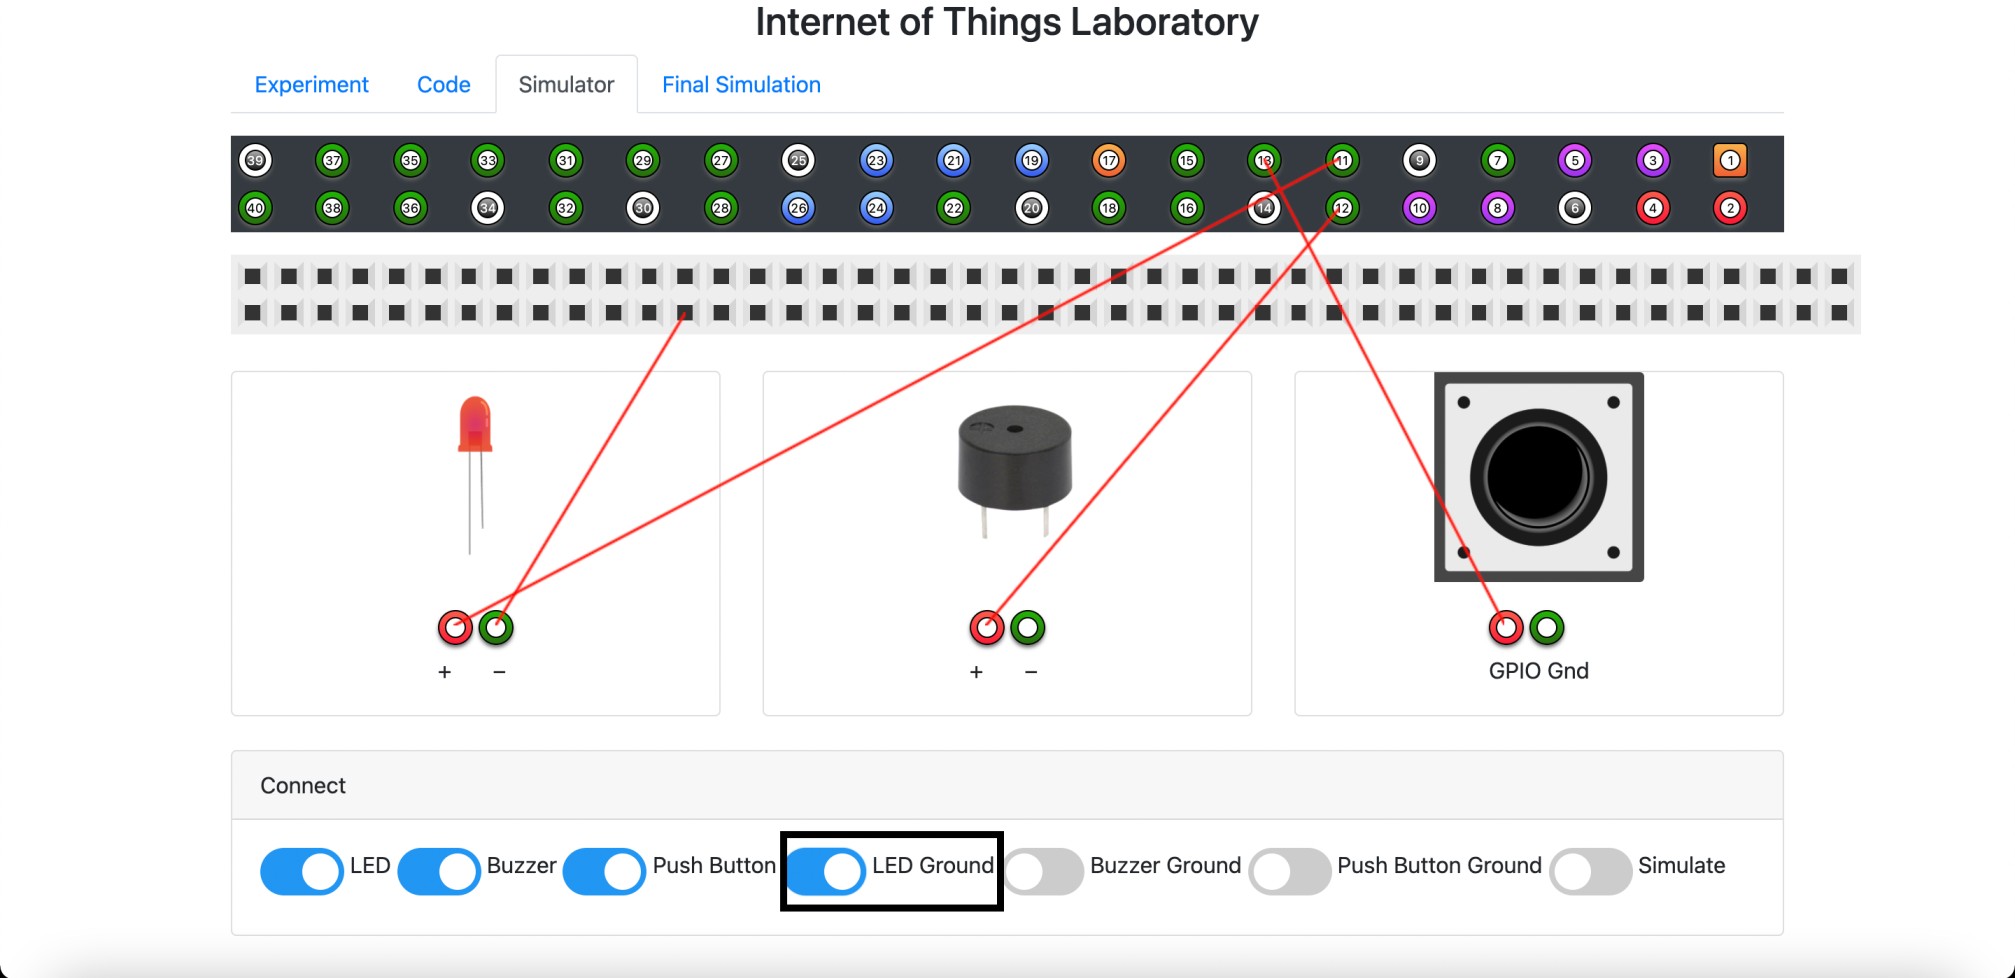 Internet of Things Laboratory
Experiment Code Simulator Final Simulation
39 37 35 33 31 29 27 25 23 21 19 17 15 13 11 9 7 5 3 1
40 38 36 34 32 30 28 26 24 22 20 18 16 14 12 10 8 6 4 2
+ − + − GPIO Gnd
Connect
LED Buzzer Push Button LED Ground Buzzer Ground Push Button Ground Simulate